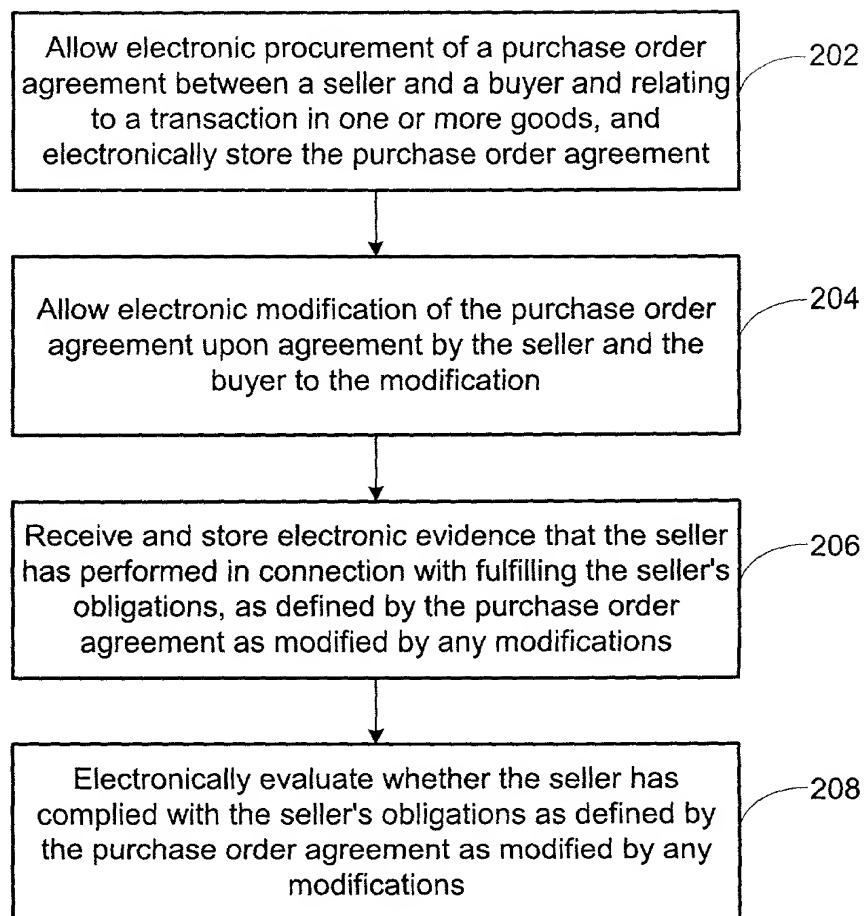 Allow electronic procurement of a purchase order
agreement between a seller and a buyer and relating
to a transaction in one or more goods, and
electronically store the purchase order agreement
202
Allow electronic modification of the purchase order
agreement upon agreement by the seller and the
buyer to the modification
204
Receive and store electronic evidence that the seller
has performed in connection with fulfilling the seller's
obligations, as defined by the purchase order
agreement as modified by any modifications
206
Electronically evaluate whether the seller has
complied with the seller's obligations as defined by
the purchase order agreement as modified by any
modifications
208